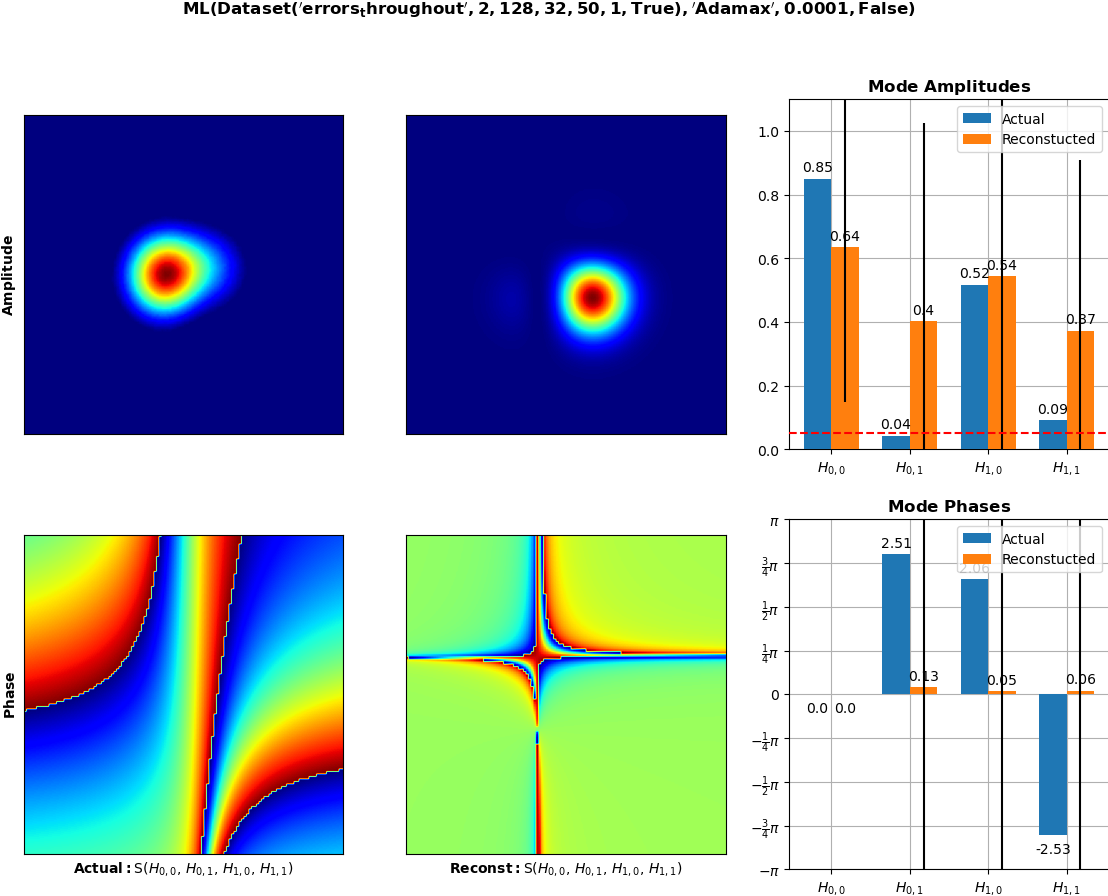 ML(Dataset('errors_throughout', 2, 128, 32, 50, 1, True), 'Adamax', 0.0001, False)
Amplitude
Mode Amplitudes
Actual
Reconstucted
1.0
0.8
0.6
0.4
0.2
0.0
0.85
0.64
0.04
0.4
0.52
0.54
0.09
0.37
H0,0 H0,1 H1,0 H1,1
Phase
Actual: S(H0,0, H0,1, H1,0, H1,1)
Reconst: S(H0,0, H0,1, H1,0, H1,1)
Mode Phases
Actual
Reconstucted
π
3/4π
1/2π
1/4π
0
−1/4π
−1/2π
−3/4π
−π
0.0 0.0
2.51
0.13
2.06
0.05
-2.53
0.06
H0,0 H0,1 H1,0 H1,1